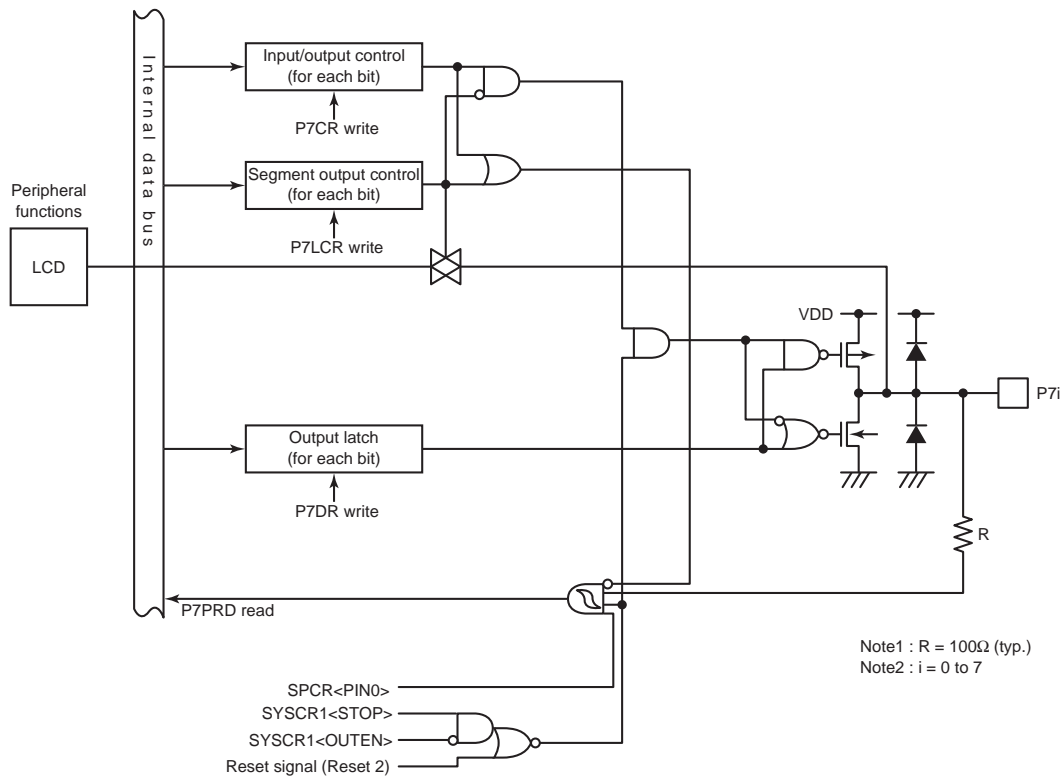 Internal data bus
Input/output control
(for each bit)
P7CR write
Segment output control
(for each bit)
P7LCR write
Peripheral
functions
LCD
VDD
P7i
Output latch
(for each bit)
P7DR write
R
P7PRD read
Note1 : R = 100Ω (typ.)
Note2 : i = 0 to 7
SPCR<PIN0>
SYSCR1<STOP>
SYSCR1<OUTEN>
Reset signal (Reset 2)